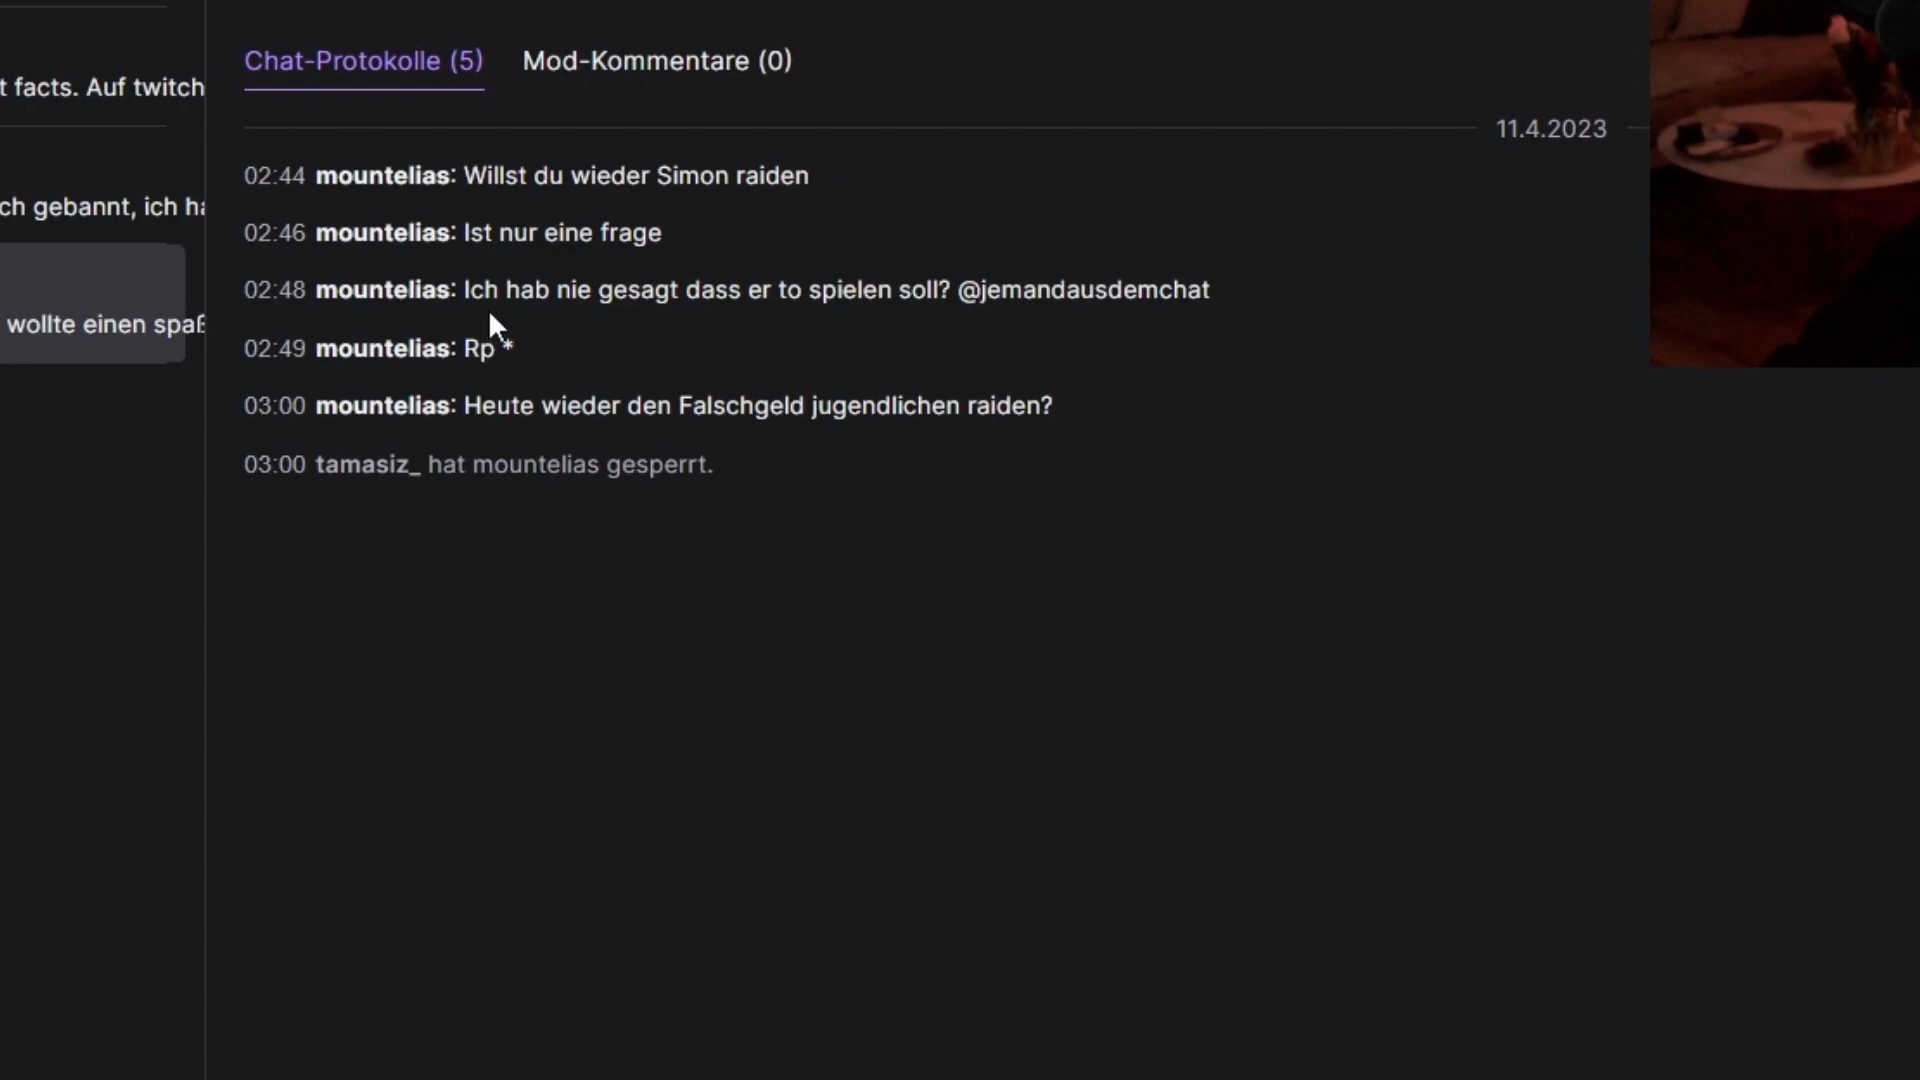 Chat-Protokolle (5) Mod-Kommentare (0)
t facts. Auf twitch
11.4.2023
02:44 mountelias: Willst du wieder Simon raiden
ch gebannt, ich ha
02:46 mountelias: Ist nur eine frage
02:48 mountelias: Ich hab nie gesagt dass er to spielen soll? @jemandausdemchat
wollte einen spaß
02:49 mountelias: Rp *
03:00 mountelias: Heute wieder den Falschgeld jugendlichen raiden?
03:00 tamasiz_ hat mountelias gesperrt.